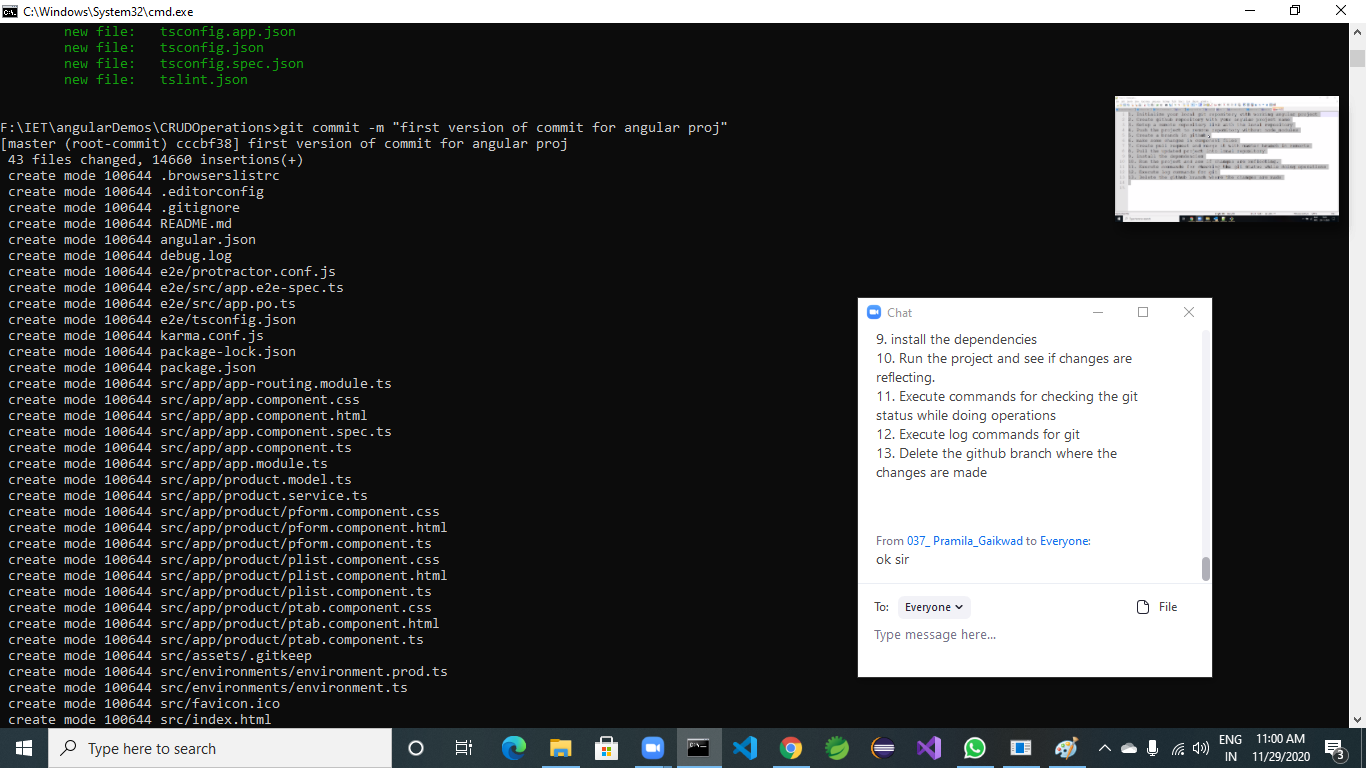 C:\Windows\System32\cmd.exe
new file:   tsconfig.app.json
new file:   tsconfig.json
new file:   tsconfig.spec.json
new file:   tslint.json
F:\IET\angularDemos\CRUDOperations>git commit -m "first version of commit for angular proj"
[master (root-commit) cccbf38] first version of commit for angular proj
43 files changed, 14660 insertions(+)
create mode 100644 .browserslistrc
create mode 100644 .editorconfig
create mode 100644 .gitignore
create mode 100644 README.md
create mode 100644 angular.json
create mode 100644 debug.log
create mode 100644 e2e/protractor.conf.js
create mode 100644 e2e/src/app.e2e-spec.ts
create mode 100644 e2e/src/app.po.ts
create mode 100644 e2e/tsconfig.json
create mode 100644 karma.conf.js
create mode 100644 package-lock.json
create mode 100644 package.json
create mode 100644 src/app/app-routing.module.ts
create mode 100644 src/app/app.component.css
create mode 100644 src/app/app.component.html
create mode 100644 src/app/app.component.spec.ts
create mode 100644 src/app/app.component.ts
create mode 100644 src/app/app.module.ts
create mode 100644 src/app/product.model.ts
create mode 100644 src/app/product.service.ts
create mode 100644 src/app/product/pform.component.css
create mode 100644 src/app/product/pform.component.html
create mode 100644 src/app/product/pform.component.ts
create mode 100644 src/app/product/plist.component.css
create mode 100644 src/app/product/plist.component.html
create mode 100644 src/app/product/plist.component.ts
create mode 100644 src/app/product/ptab.component.css
create mode 100644 src/app/product/ptab.component.html
create mode 100644 src/app/product/ptab.component.ts
create mode 100644 src/assets/.gitkeep
create mode 100644 src/environments/environment.prod.ts
create mode 100644 src/environments/environment.ts
create mode 100644 src/favicon.ico
create mode 100644 src/index.html
Chat
9. install the dependencies
10. Run the project and see if changes are
reflecting.
11. Execute commands for checking the git
status while doing operations
12. Execute log commands for git
13. Delete the github branch where the
changes are made
From 037_ Pramila_Gaikwad to Everyone:
ok sir
To: Everyone
File
Type message here...
Type here to search
ENG
IN
11:00 AM
11/29/2020
3